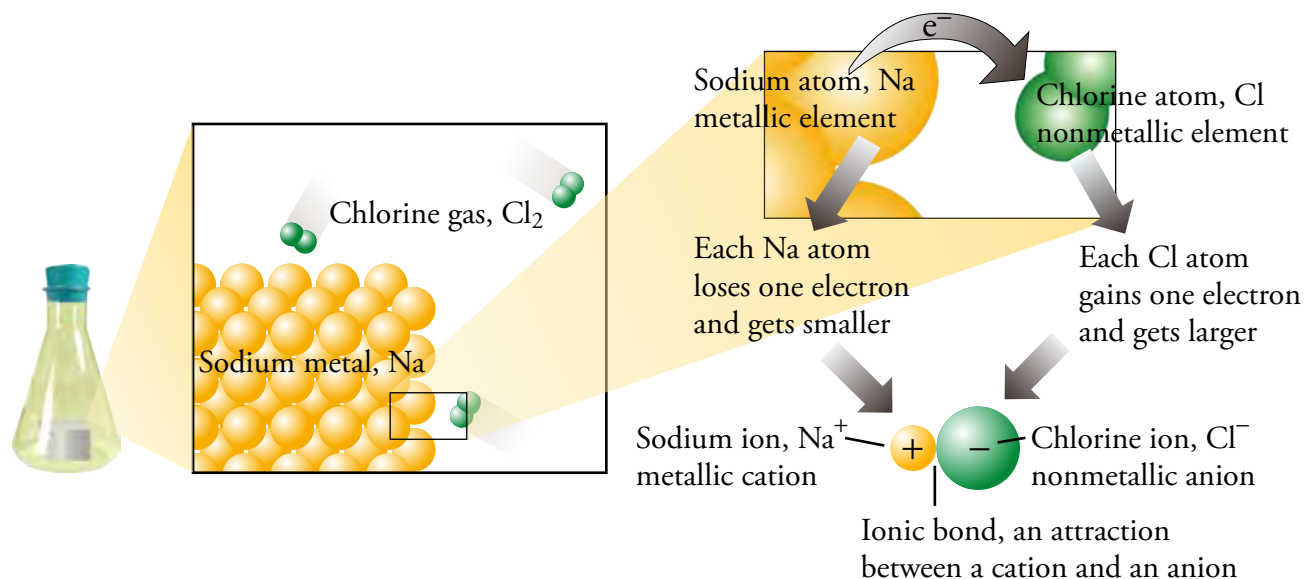 e⁻
Sodium atom, Na
metallic element
Chlorine atom, Cl
nonmetallic element
Chlorine gas, Cl₂
Sodium metal, Na
Each Na atom
loses one electron
and gets smaller
Each Cl atom
gains one electron
and gets larger
Sodium ion, Na⁺
metallic cation
+
−
Chlorine ion, Cl⁻
nonmetallic anion
Ionic bond, an attraction
between a cation and an anion